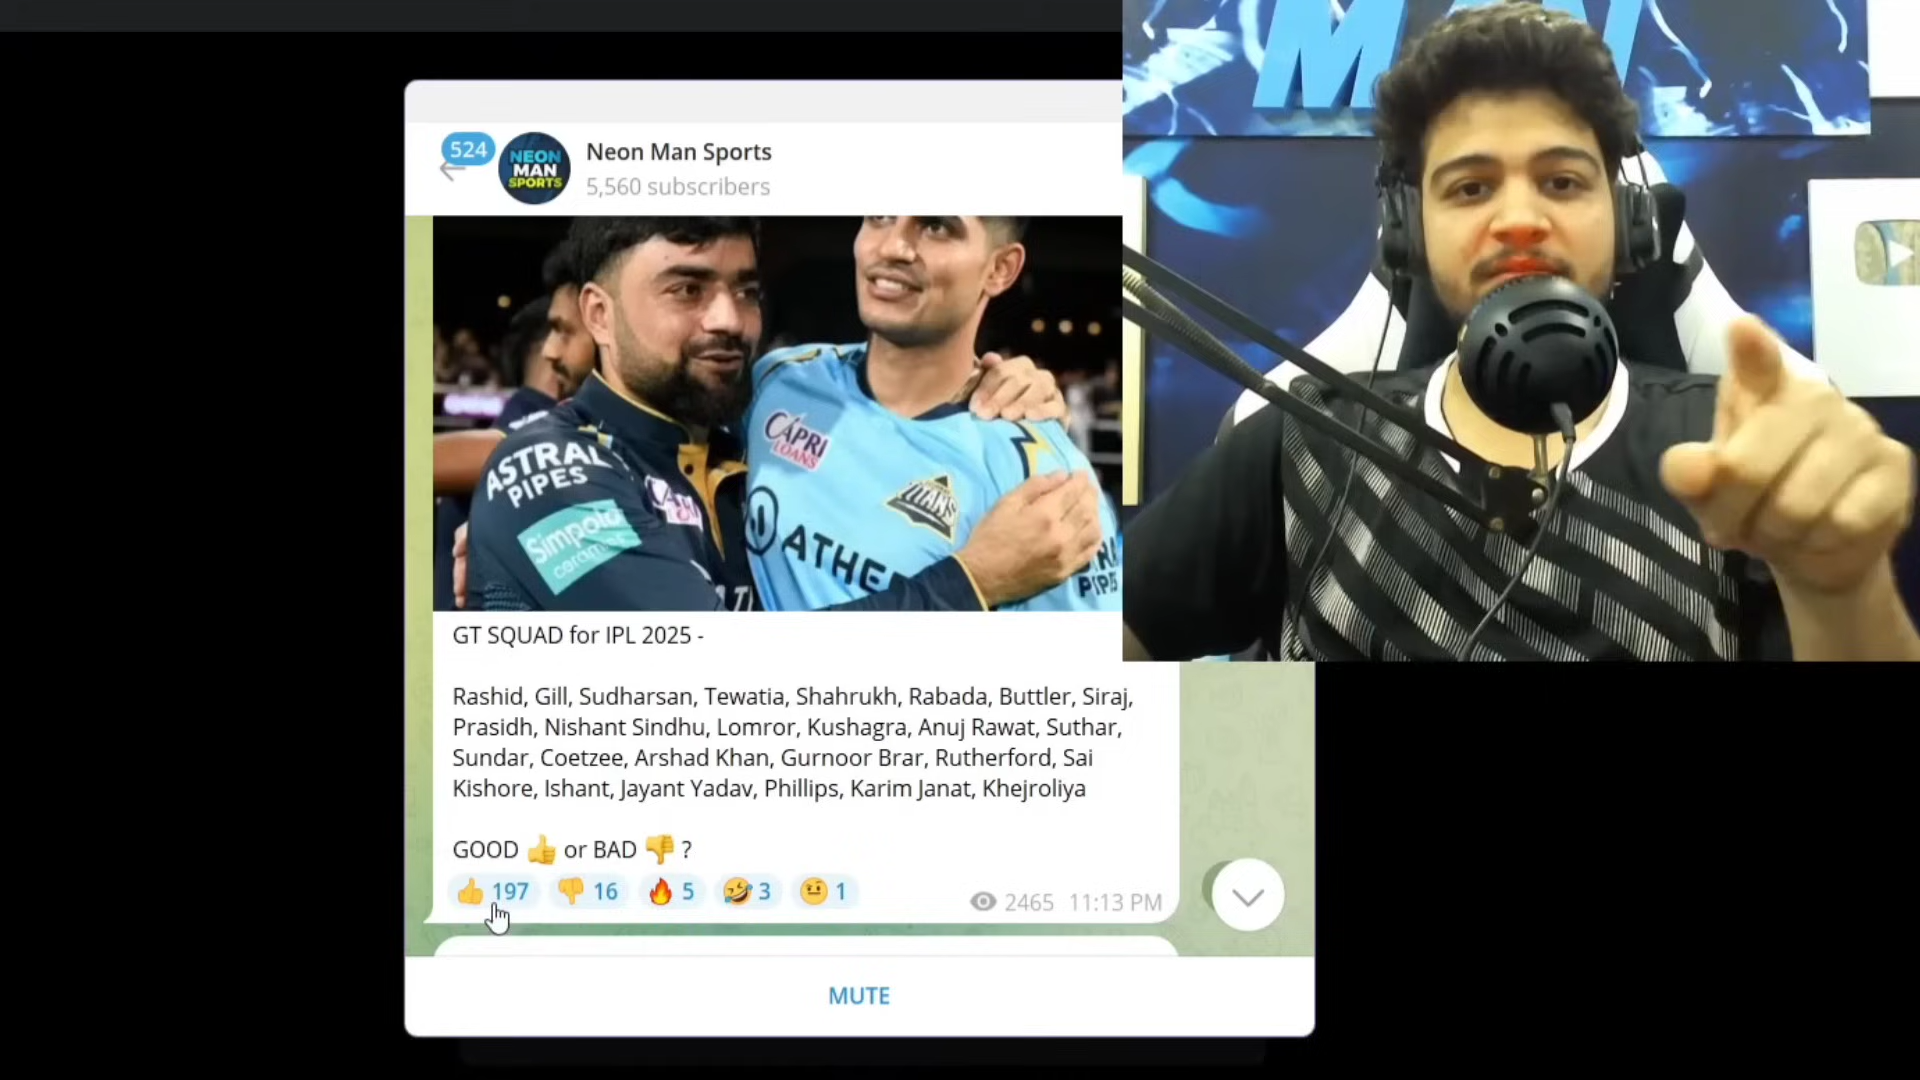 MAN
524
Neon Man Sports
5,560 subscribers
NEON
MAN
SPORTS
ASTRAL
PIPES
CAPRI
LOANS
Simpolo
TITANS
ATHE
PIPES
GT SQUAD for IPL 2025 -
Rashid, Gill, Sudharsan, Tewatia, Shahrukh, Rabada, Buttler, Siraj,
Prasidh, Nishant Sindhu, Lomror, Kushagra, Anuj Rawat, Suthar,
Sundar, Coetzee, Arshad Khan, Gurnoor Brar, Rutherford, Sai
Kishore, Ishant, Jayant Yadav, Phillips, Karim Janat, Khejroliya
GOOD 👍 or BAD 👎 ?
👍 197 👎 16 🔥 5 🤣 3 🤨 1 2465 11:13 PM
MUTE